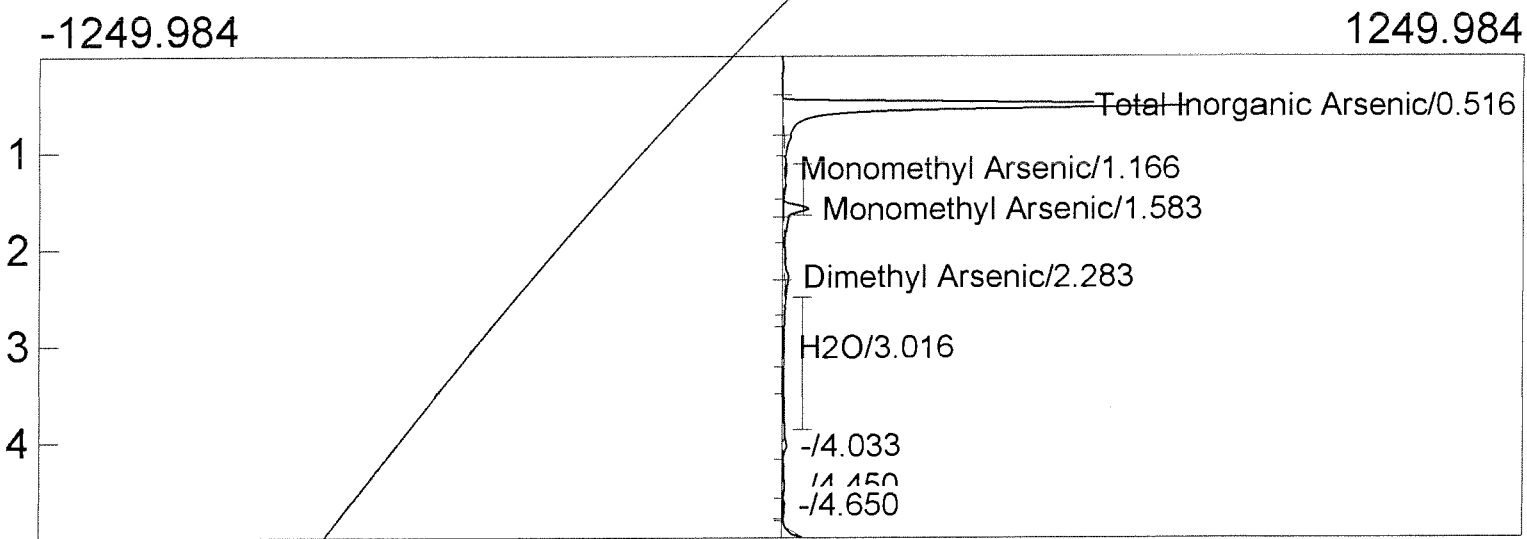 -1249.984 1249.984
Total Inorganic Arsenic/0.516
1
Monomethyl Arsenic/1.166
Monomethyl Arsenic/1.583
2
Dimethyl Arsenic/2.283
3
H2O/3.016
4
-/4.033
-/4.650